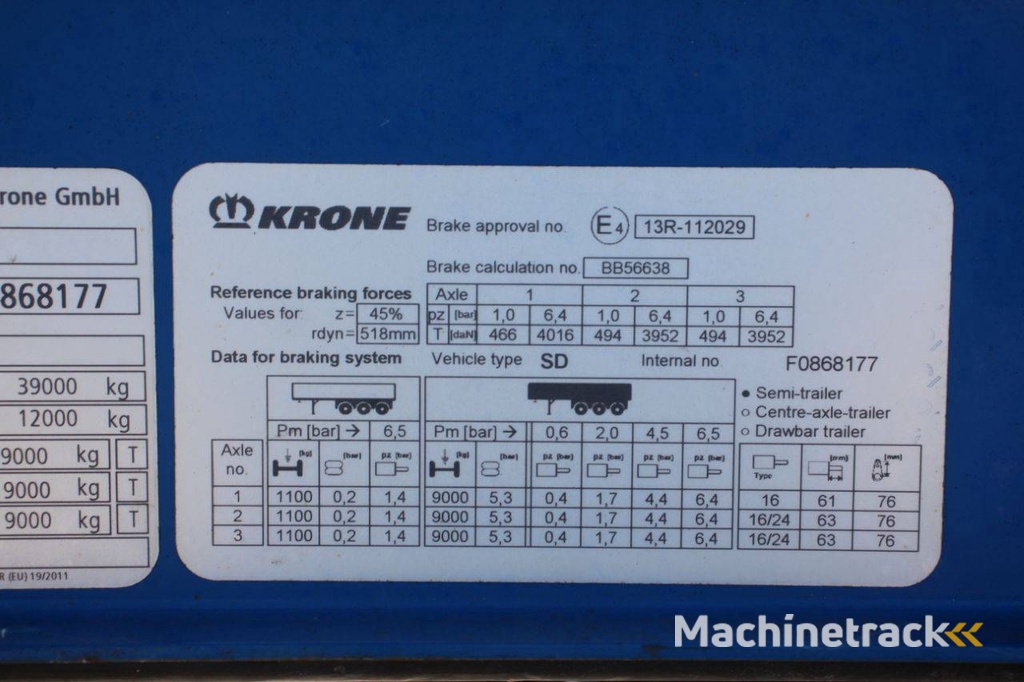 rone GmbH
868177
39000 kg
12000 kg
9000 kg T
9000 kg T
9000 kg T
R (EU) 19/2011
KRONE
Brake approval no. E4 13R-112029
Brake calculation no. BB56638
Reference braking forces
Axle 1 2 3
Values for: z= 45% pz [bar] 1,0 6,4 1,0 6,4 1,0 6,4
rdyn= 518mm T [daN] 466 4016 494 3952 494 3952
Data for braking system Vehicle type SD Internal no. F0868177
• Semi-trailer
○ Centre-axle-trailer
○ Drawbar trailer
Pm [bar] → 6,5 Pm [bar] → 0,6 2,0 4,5 6,5
Axle no. [kg] [bar] pz [bar] [kg] [bar] pz [bar] pz [bar] pz [bar] pz [bar] Type [mm] [mm]
1 1100 0,2 1,4 9000 5,3 0,4 1,7 4,4 6,4 16 61 76
2 1100 0,2 1,4 9000 5,3 0,4 1,7 4,4 6,4 16/24 63 76
3 1100 0,2 1,4 9000 5,3 0,4 1,7 4,4 6,4 16/24 63 76
Machinetrack